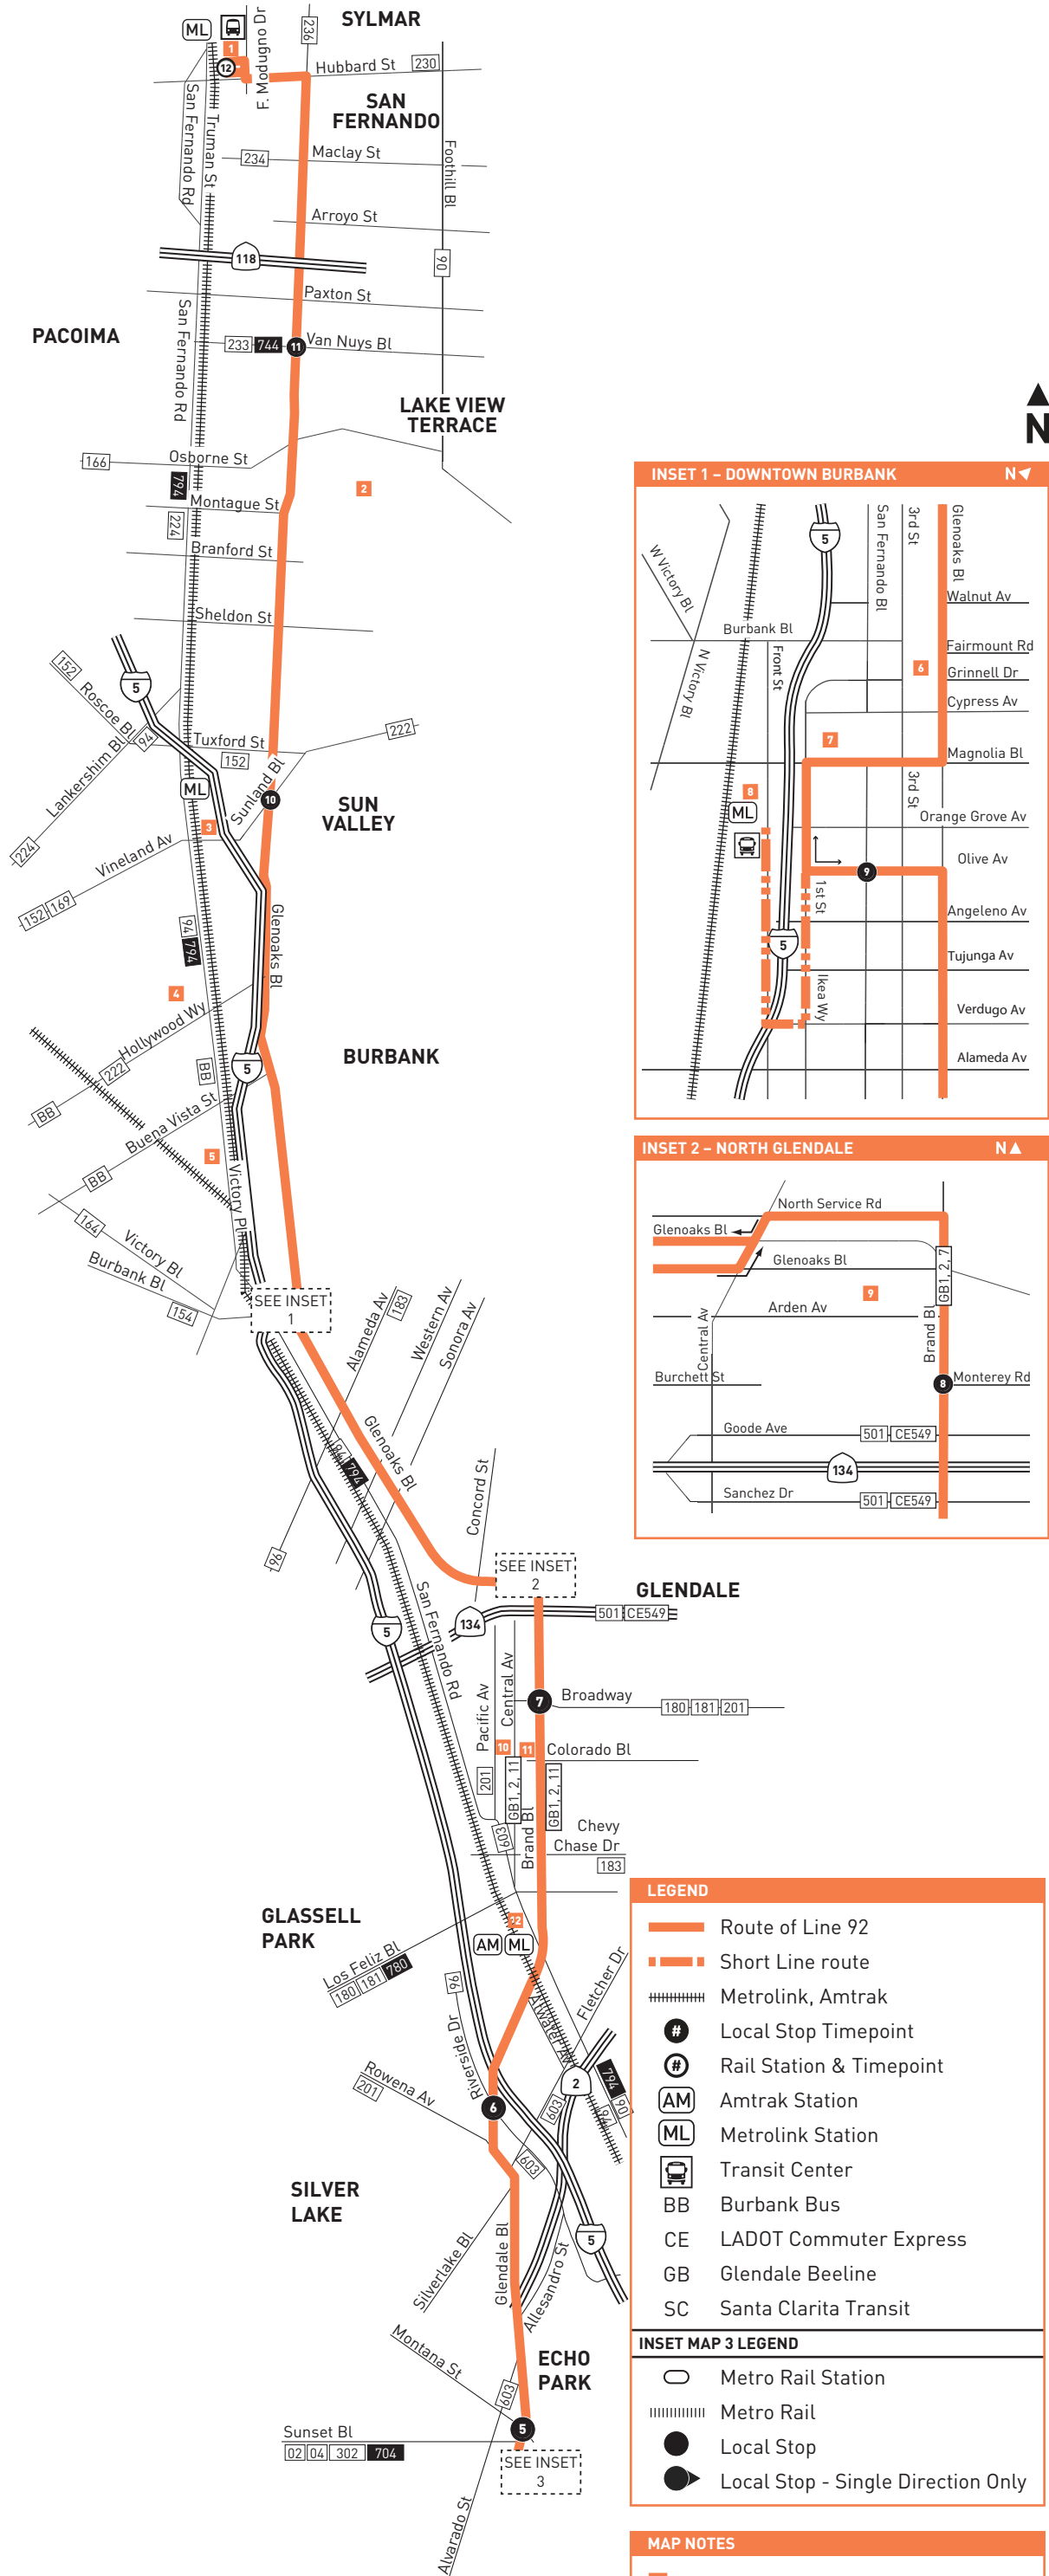 SYLMAR
ML
1
12
F. Modugno Dr
236
Hubbard St
230
SAN
FERNANDO
San Fernando Rd
Truman St
234
Maclay St
Foothill Bl
Arroyo St
118
90
Paxton St
PACOIMA
San Fernando Rd
233
744
11
Van Nuys Bl
LAKE VIEW
TERRACE
166
Osborne St
794
2
Montague St
224
Branford St
Sheldon St
5
152
Roscoe Bl
94
Lankershim Bl
224
Tuxford St
152
222
Sunland Bl
ML
10
SUN
VALLEY
3
Vineland Av
152
169
94
794
Glenoaks Bl
4
Hollywood Wy
222
BB
BB
5
BURBANK
Buena Vista St
BB
5
Victory Pl
164
Victory Bl
Burbank Bl
154
SEE INSET
1
Alameda Av
183
Western Av
Sonora Av
94
794
Glenoaks Bl
96
Concord St
SEE INSET
2
GLENDALE
5
San Fernando Rd
134
501
CE549
Pacific Av
Central Av
7
Broadway
180
181
201
10
11
Colorado Bl
201
GB1, 2, 11
GB1, 2, 11
Brand Bl
603
Chevy
Chase Dr
183
GLASSELL
PARK
12
AM
ML
Los Feliz Bl
180
181
780
96
Riverside Dr
Atwater Av
Fletcher Dr
Rowena Av
201
6
2
794
90
94
603
603
SILVER
LAKE
5
Silverlake Bl
Glendale Bl
Allesandro St
Montana St
ECHO
PARK
603
5
Sunset Bl
02
04
302
704
SEE INSET
3
Alvarado St
N
INSET 1 – DOWNTOWN BURBANK
N
5
San Fernando Bl
3rd St
Glenoaks Bl
W Victory Bl
Walnut Av
Burbank Bl
Front St
N Victory Bl
Fairmount Rd
6
Grinnell Dr
Cypress Av
7
Magnolia Bl
8
ML
3rd St
Orange Grove Av
Olive Av
9
1st St
Angeleno Av
5
Tujunga Av
Ikea Wy
Verdugo Av
Alameda Av
INSET 2 – NORTH GLENDALE
N
North Service Rd
Glenoaks Bl
Glenoaks Bl
GB1, 2, 7
9
Arden Av
Central Av
Brand Bl
Burchett St
8
Monterey Rd
Goode Ave
501
CE549
134
Sanchez Dr
501
CE549
LEGEND
Route of Line 92
Short Line route
Metrolink, Amtrak
# Local Stop Timepoint
# Rail Station & Timepoint
AM Amtrak Station
ML Metrolink Station
Transit Center
BB Burbank Bus
CE LADOT Commuter Express
GB Glendale Beeline
SC Santa Clarita Transit
INSET MAP 3 LEGEND
Metro Rail Station
Metro Rail
Local Stop
Local Stop - Single Direction Only
MAP NOTES